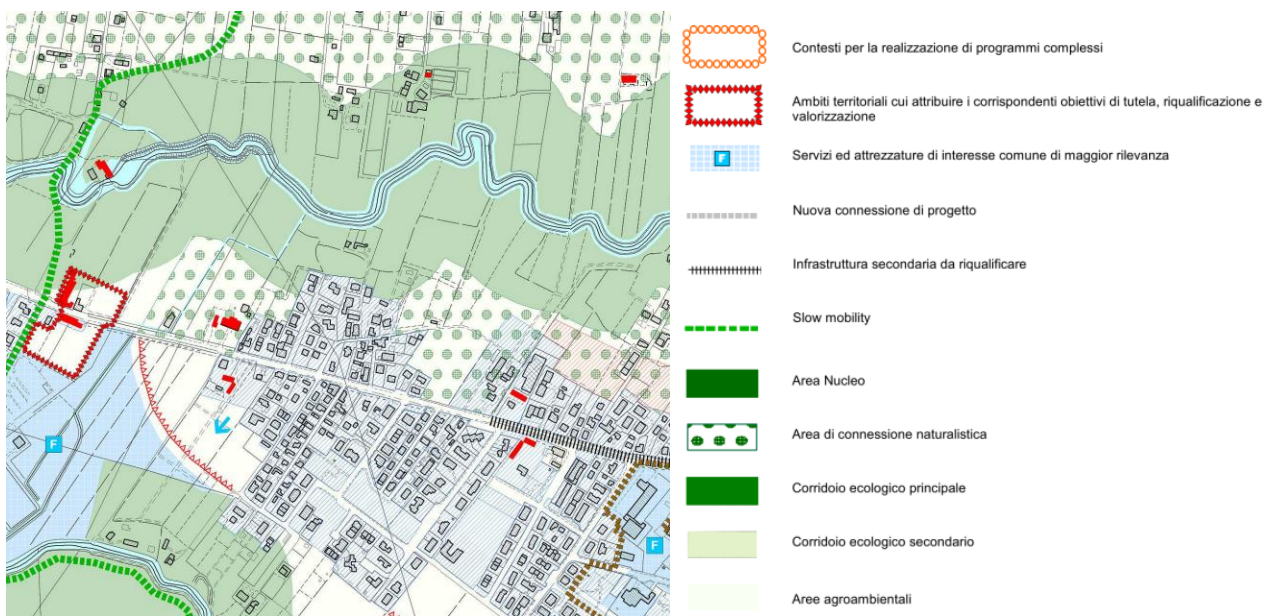 Contesti per la realizzazione di programmi complessi
Ambiti territoriali cui attribuire i corrispondenti obiettivi di tutela, riqualificazione e
valorizzazione
F
Servizi ed attrezzature di interesse comune di maggior rilevanza
Nuova connessione di progetto
Infrastruttura secondaria da riqualificare
Slow mobility
Area Nucleo
Area di connessione naturalistica
Corridoio ecologico principale
Corridoio ecologico secondario
Aree agroambientali
F
F